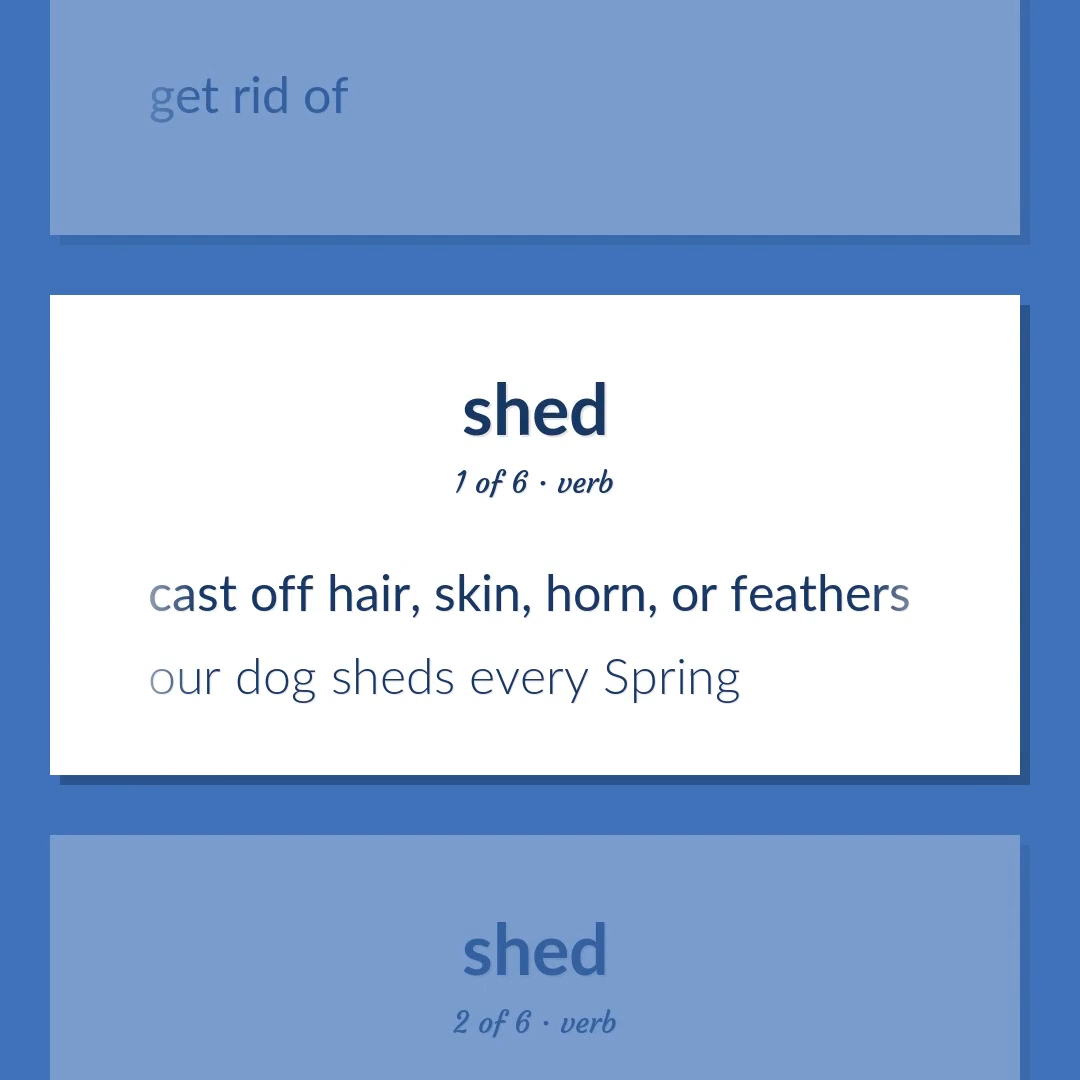 get rid of
shed
1 of 6 · verb
cast off hair, skin, horn, or feathers
our dog sheds every Spring
shed
2 of 6 · verb